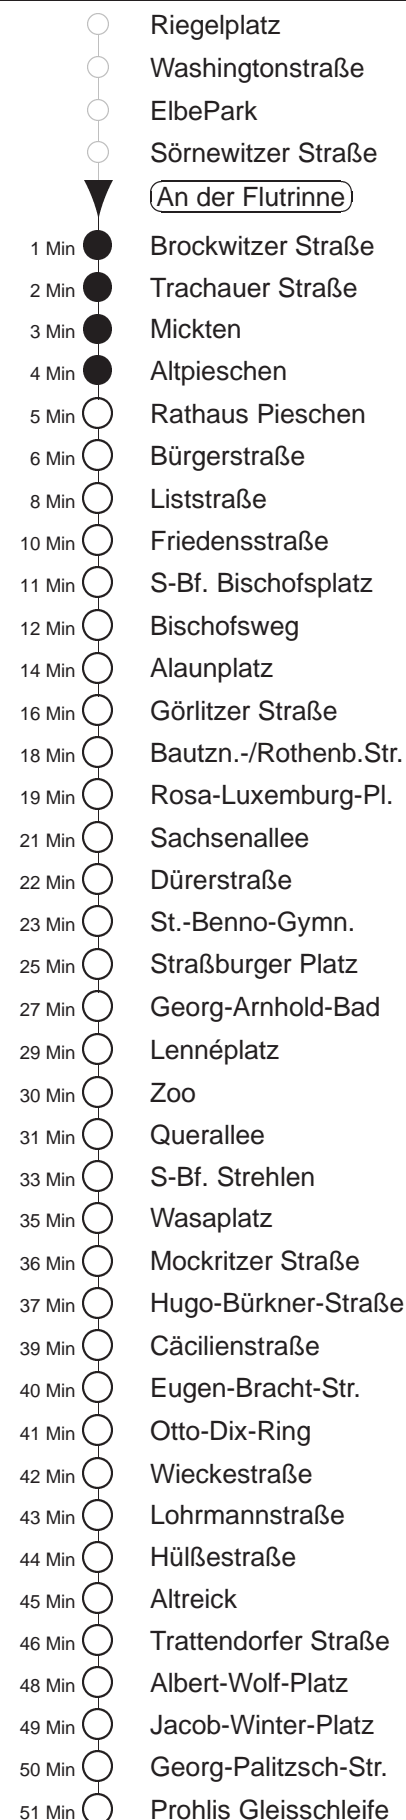 Riegelplatz
Washingtonstraße
ElbePark
Sörnewitzer Straße
An der Flutrinne
1 Min Brockwitzer Straße
2 Min Trachauer Straße
3 Min Mickten
4 Min Altpieschen
5 Min Rathaus Pieschen
6 Min Bürgerstraße
8 Min Liststraße
10 Min Friedensstraße
11 Min S-Bf. Bischofsplatz
12 Min Bischofsweg
14 Min Alaunplatz
16 Min Görlitzer Straße
18 Min Bautzn.-/Rothenb.Str.
19 Min Rosa-Luxemburg-Pl.
21 Min Sachsenallee
22 Min Dürerstraße
23 Min St.-Benno-Gymn.
25 Min Straßburger Platz
27 Min Georg-Arnhold-Bad
29 Min Lennéplatz
30 Min Zoo
31 Min Querallee
33 Min S-Bf. Strehlen
35 Min Wasaplatz
36 Min Mockritzer Straße
37 Min Hugo-Bürkner-Straße
39 Min Cäcilienstraße
40 Min Eugen-Bracht-Str.
41 Min Otto-Dix-Ring
42 Min Wieckestraße
43 Min Lohrmannstraße
44 Min Hülßestraße
45 Min Altreick
46 Min Trattendorfer Straße
48 Min Albert-Wolf-Platz
49 Min Jacob-Winter-Platz
50 Min Georg-Palitzsch-Str.
51 Min Prohlis Gleisschleife